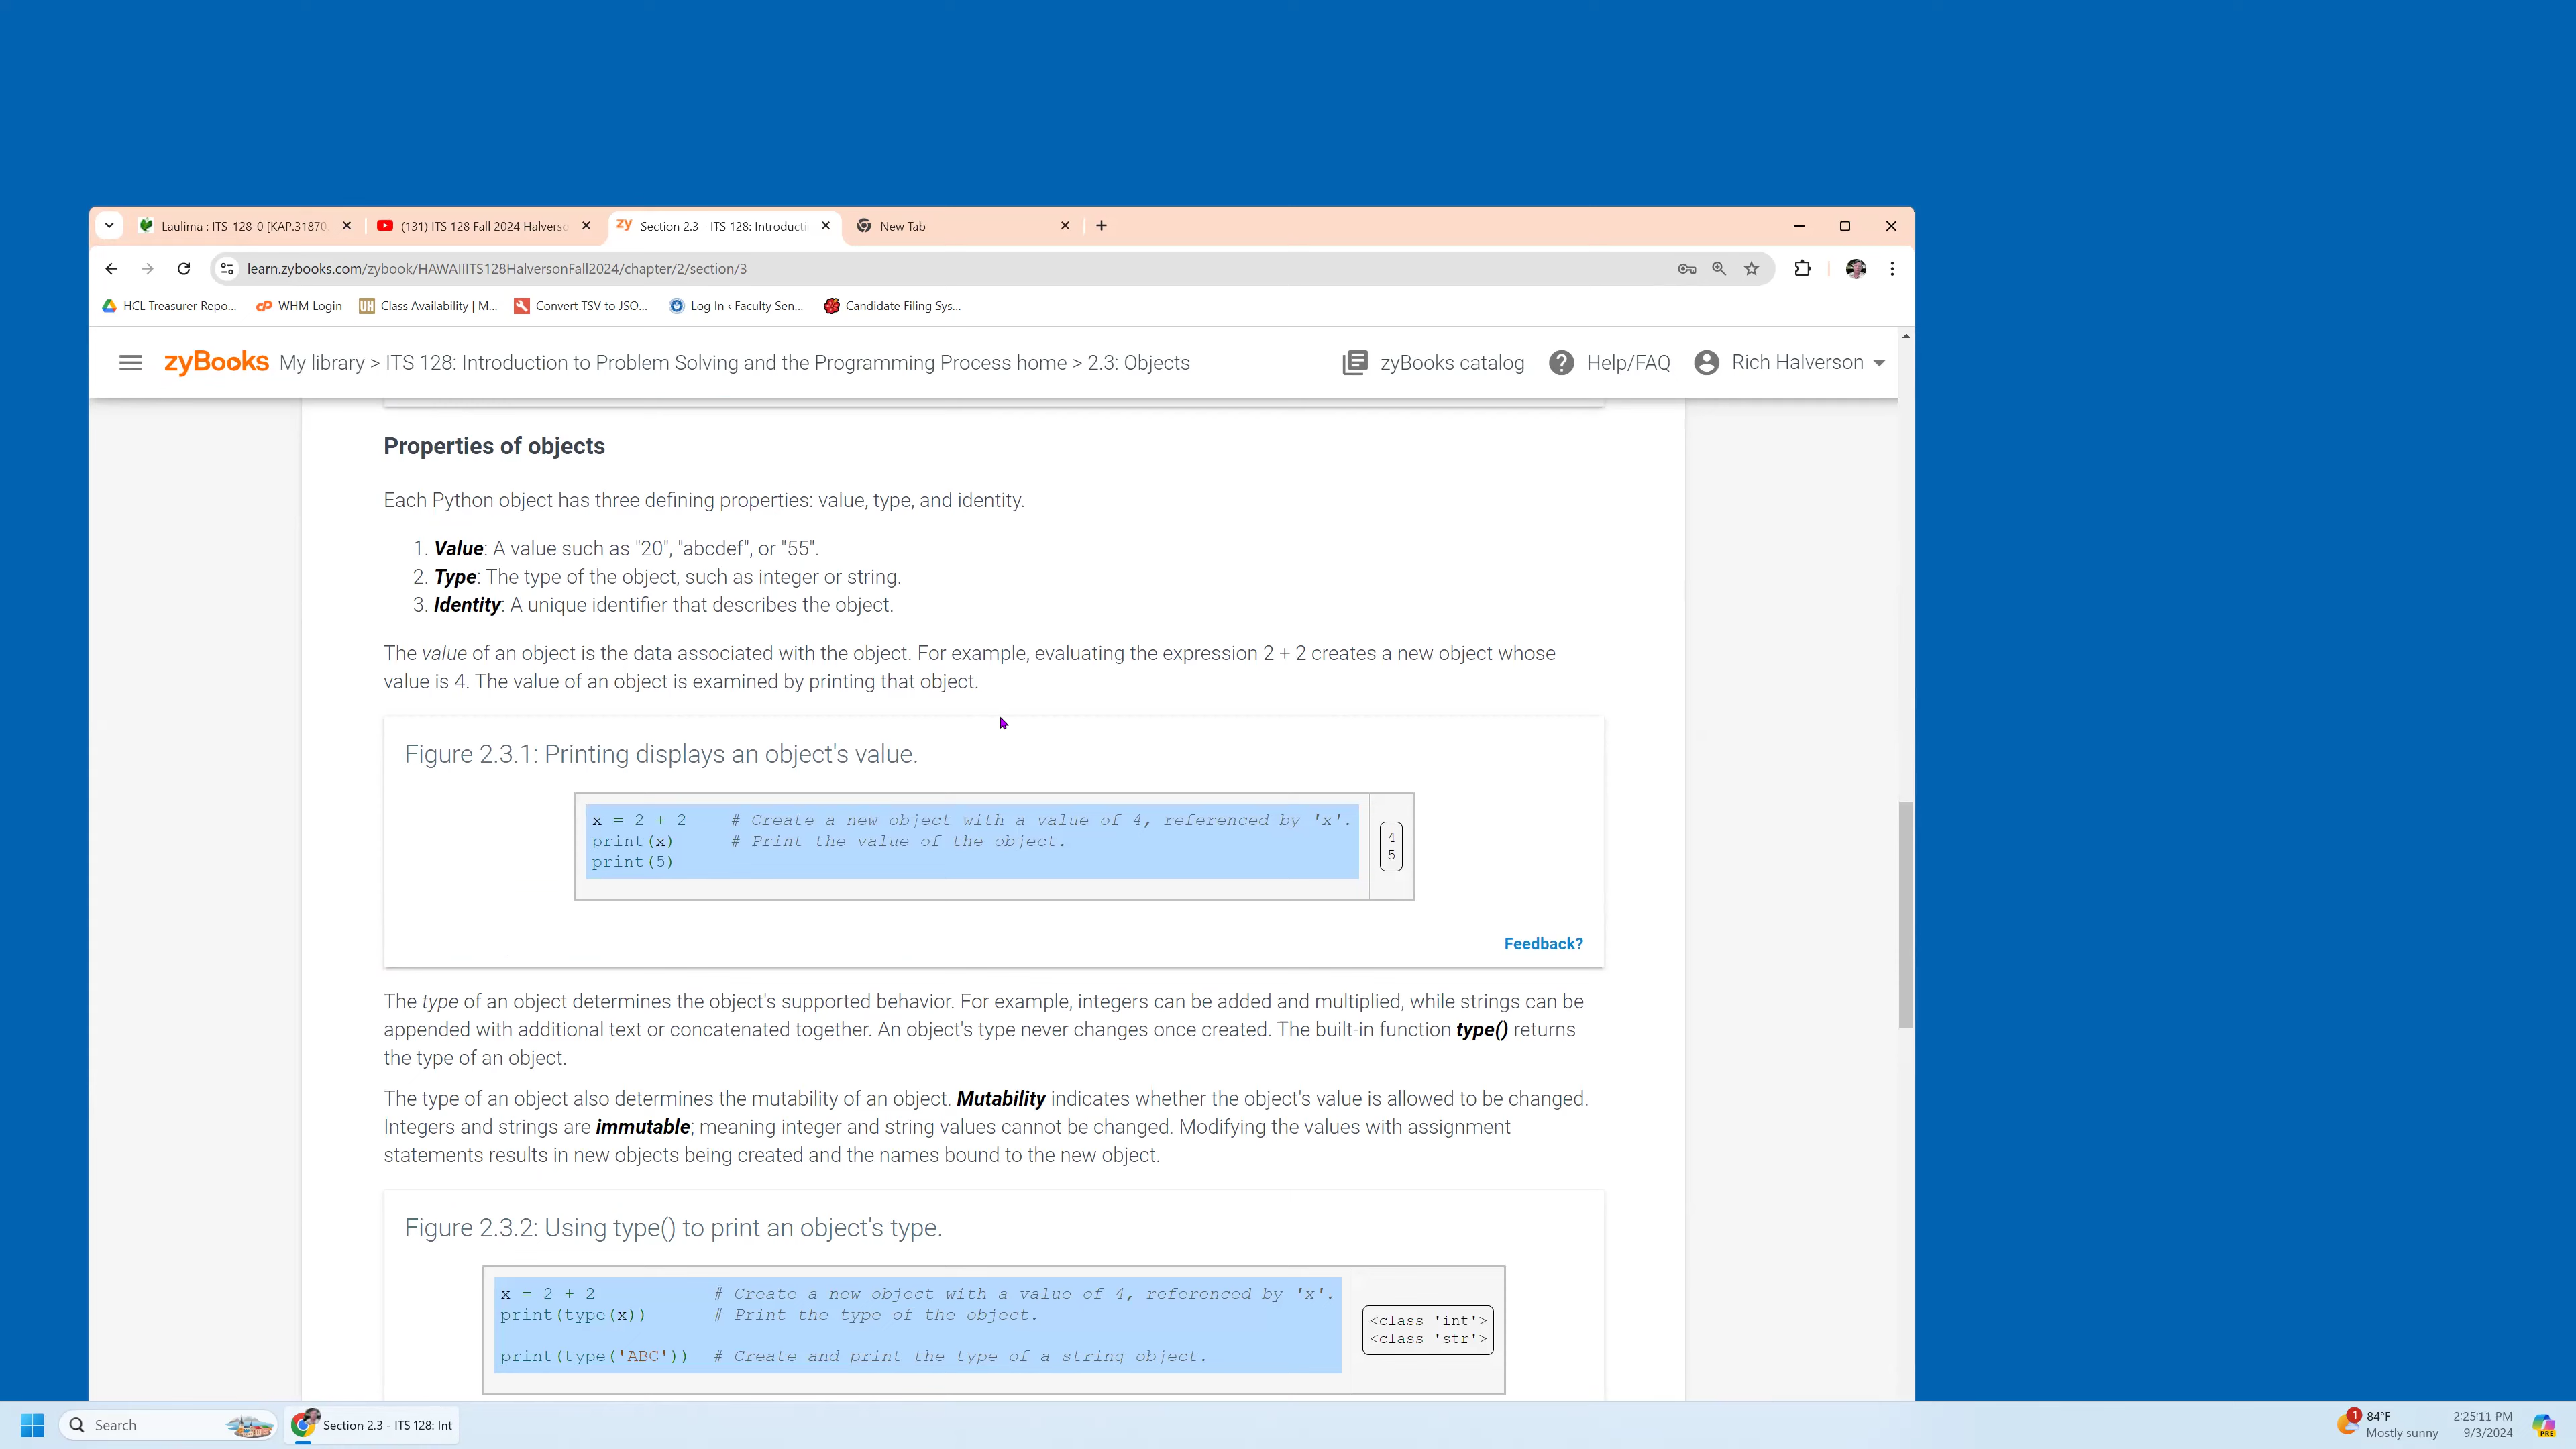 Laulima : ITS-128-0 [KAP.31870
(131) ITS 128 Fall 2024 Halverso
zy Section 2.3 - ITS 128: Introducti
New Tab
learn.zybooks.com/zybook/HAWAIIITS128HalversonFall2024/chapter/2/section/3
HCL Treasurer Repo...
cP WHM Login
UH Class Availability | M...
Convert TSV to JSO...
Log In ‹ Faculty Sen...
Candidate Filing Sys...
zyBooks My library > ITS 128: Introduction to Problem Solving and the Programming Process home > 2.3: Objects
zyBooks catalog
Help/FAQ
Rich Halverson
Properties of objects
Each Python object has three defining properties: value, type, and identity.
1. Value: A value such as "20", "abcdef", or "55".
2. Type: The type of the object, such as integer or string.
3. Identity: A unique identifier that describes the object.
The value of an object is the data associated with the object. For example, evaluating the expression 2 + 2 creates a new object whose
value is 4. The value of an object is examined by printing that object.
Figure 2.3.1: Printing displays an object's value.
x = 2 + 2 # Create a new object with a value of 4, referenced by 'x'.
print(x) # Print the value of the object.
print(5)
4
5
Feedback?
The type of an object determines the object's supported behavior. For example, integers can be added and multiplied, while strings can be
appended with additional text or concatenated together. An object's type never changes once created. The built-in function type() returns
the type of an object.
The type of an object also determines the mutability of an object. Mutability indicates whether the object's value is allowed to be changed.
Integers and strings are immutable; meaning integer and string values cannot be changed. Modifying the values with assignment
statements results in new objects being created and the names bound to the new object.
Figure 2.3.2: Using type() to print an object's type.
x = 2 + 2 # Create a new object with a value of 4, referenced by 'x'.
print(type(x)) # Print the type of the object.
print(type('ABC')) # Create and print the type of a string object.
<class 'int'>
<class 'str'>
Search
Section 2.3 - ITS 128: Int
1
84°F
Mostly sunny
2:25:11 PM
9/3/2024
PRE